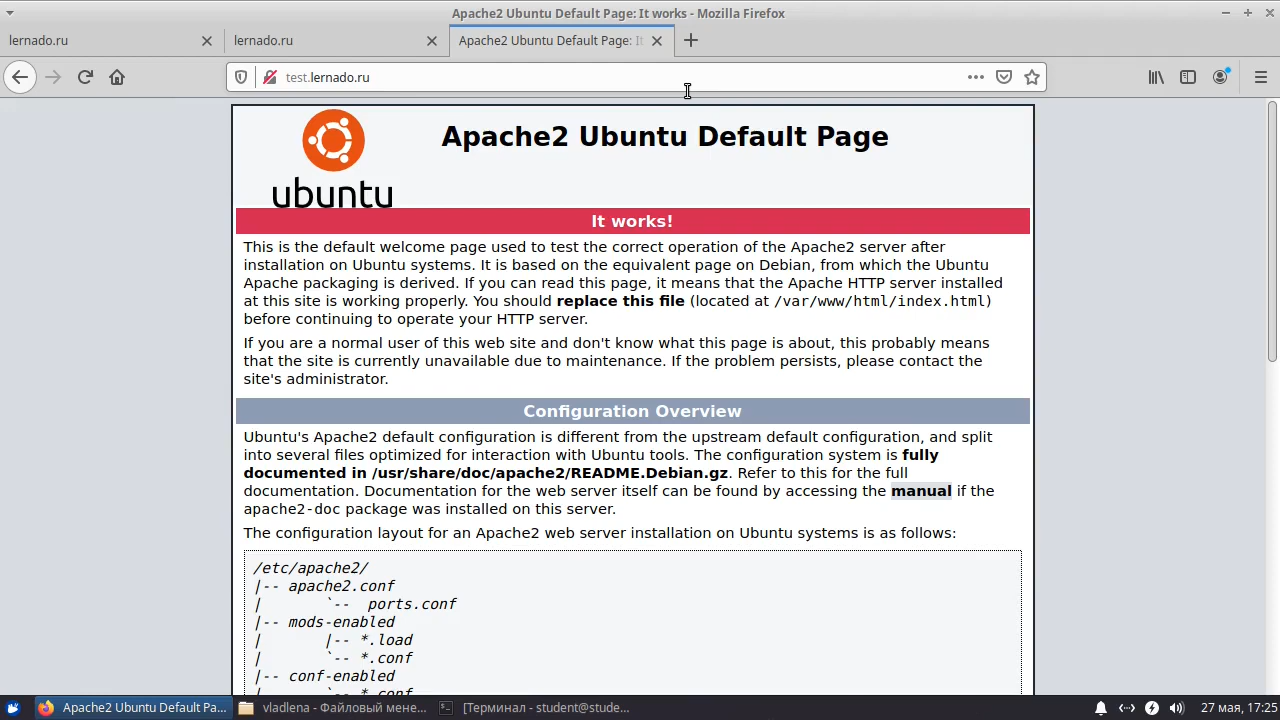 Apache2 Ubuntu Default Page: It works - Mozilla Firefox
lernado.ru
lernado.ru
Apache2 Ubuntu Default Page: It
test.lernado.ru
ubuntu
Apache2 Ubuntu Default Page
It works!
This is the default welcome page used to test the correct operation of the Apache2 server after
installation on Ubuntu systems. It is based on the equivalent page on Debian, from which the Ubuntu
Apache packaging is derived. If you can read this page, it means that the Apache HTTP server installed
at this site is working properly. You should replace this file (located at /var/www/html/index.html)
before continuing to operate your HTTP server.
If you are a normal user of this web site and don't know what this page is about, this probably means
that the site is currently unavailable due to maintenance. If the problem persists, please contact the
site's administrator.
Configuration Overview
Ubuntu's Apache2 default configuration is different from the upstream default configuration, and split
into several files optimized for interaction with Ubuntu tools. The configuration system is fully
documented in /usr/share/doc/apache2/README.Debian.gz. Refer to this for the full
documentation. Documentation for the web server itself can be found by accessing the manual if the
apache2-doc package was installed on this server.
The configuration layout for an Apache2 web server installation on Ubuntu systems is as follows:
/etc/apache2/
|-- apache2.conf
|       `--  ports.conf
|-- mods-enabled
|       |-- *.load
|       `-- *.conf
|-- conf-enabled
|       `-- *.conf
Apache2 Ubuntu Default Pa...
vladlena - Файловый мене...
[Терминал - student@stude...
27 мая, 17:25